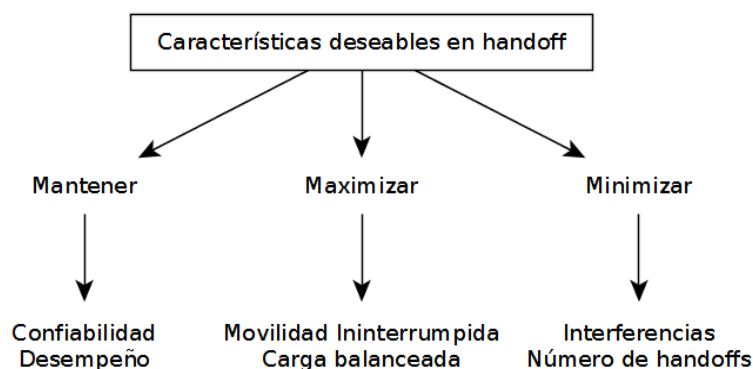 Características deseables en handoff
Mantener
Maximizar
Minimizar
Confiabilidad
Desempeño
Movilidad Ininterrumpida
Carga balanceada
Interferencias
Número de handoffs